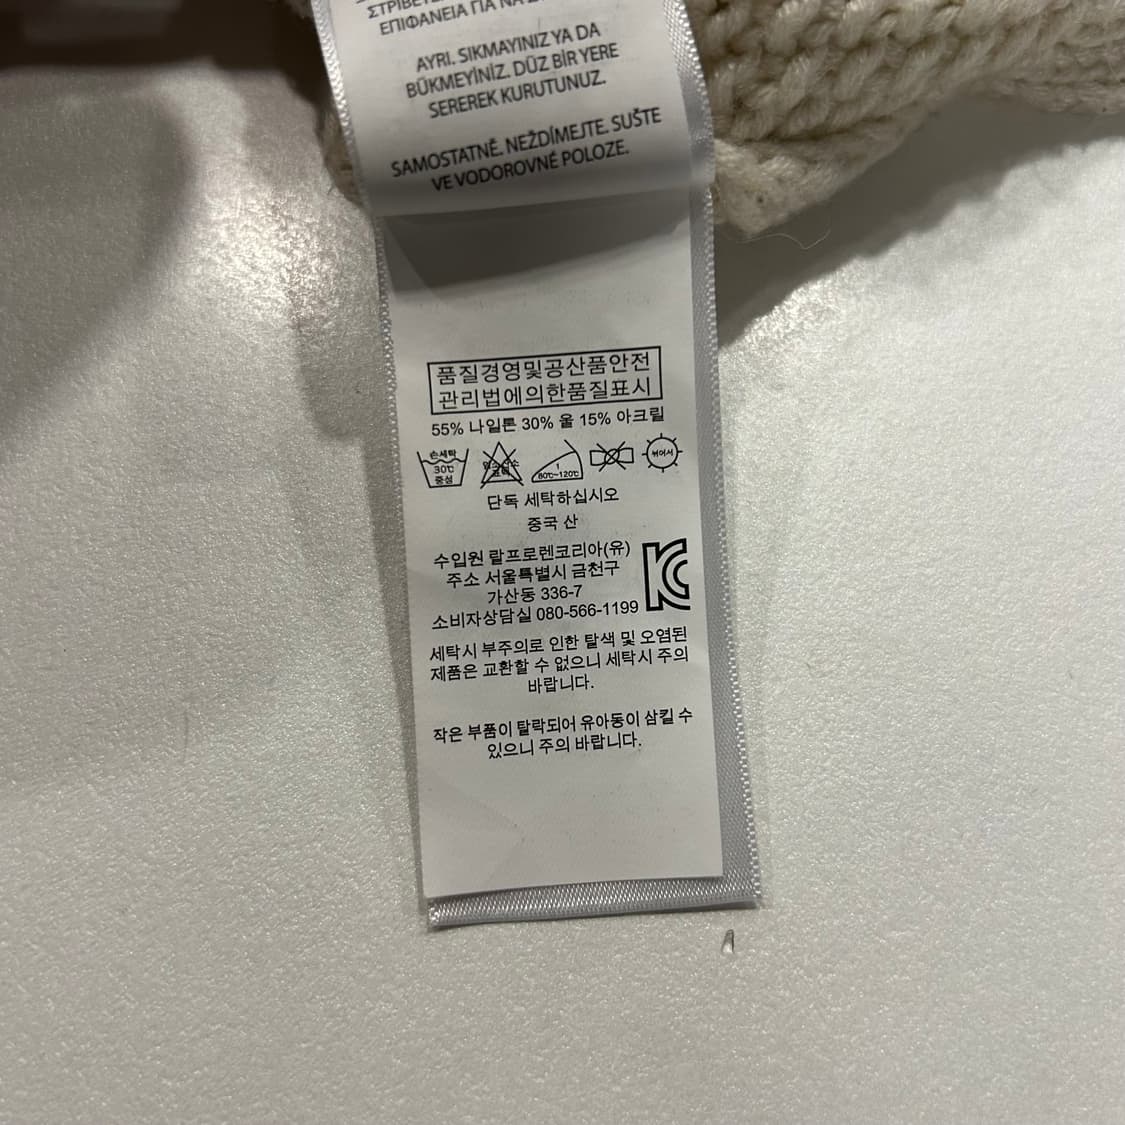 ΕΠΙΦΑΝΕΙΑ ΓΙΑ ΝΑ
AYRI. SIKMAYINIZ YA DA
BÜKMEYİNİZ. DÜZ BİR YERE
SEREREK KURUTUNUZ.
SAMOSTATNĚ. NEŽDÍMEJTE. SUŠTE
VE VODOROVNÉ POLOZE.
품질경영및공산품안전
관리법에의한품질표시
55% 나일론 30% 울 15% 아크릴
손세탁
30℃
중성
1
80℃~120℃
뉘어서
단독 세탁하십시오
중국 산
수입원 랄프로렌코리아(유)
주소 서울특별시 금천구
가산동 336-7
소비자상담실 080-566-1199
세탁시 부주의로 인한 탈색 및 오염된
제품은 교환할 수 없으니 세탁시 주의
바랍니다.
작은 부품이 탈락되어 유아동이 삼킬 수
있으니 주의 바랍니다.